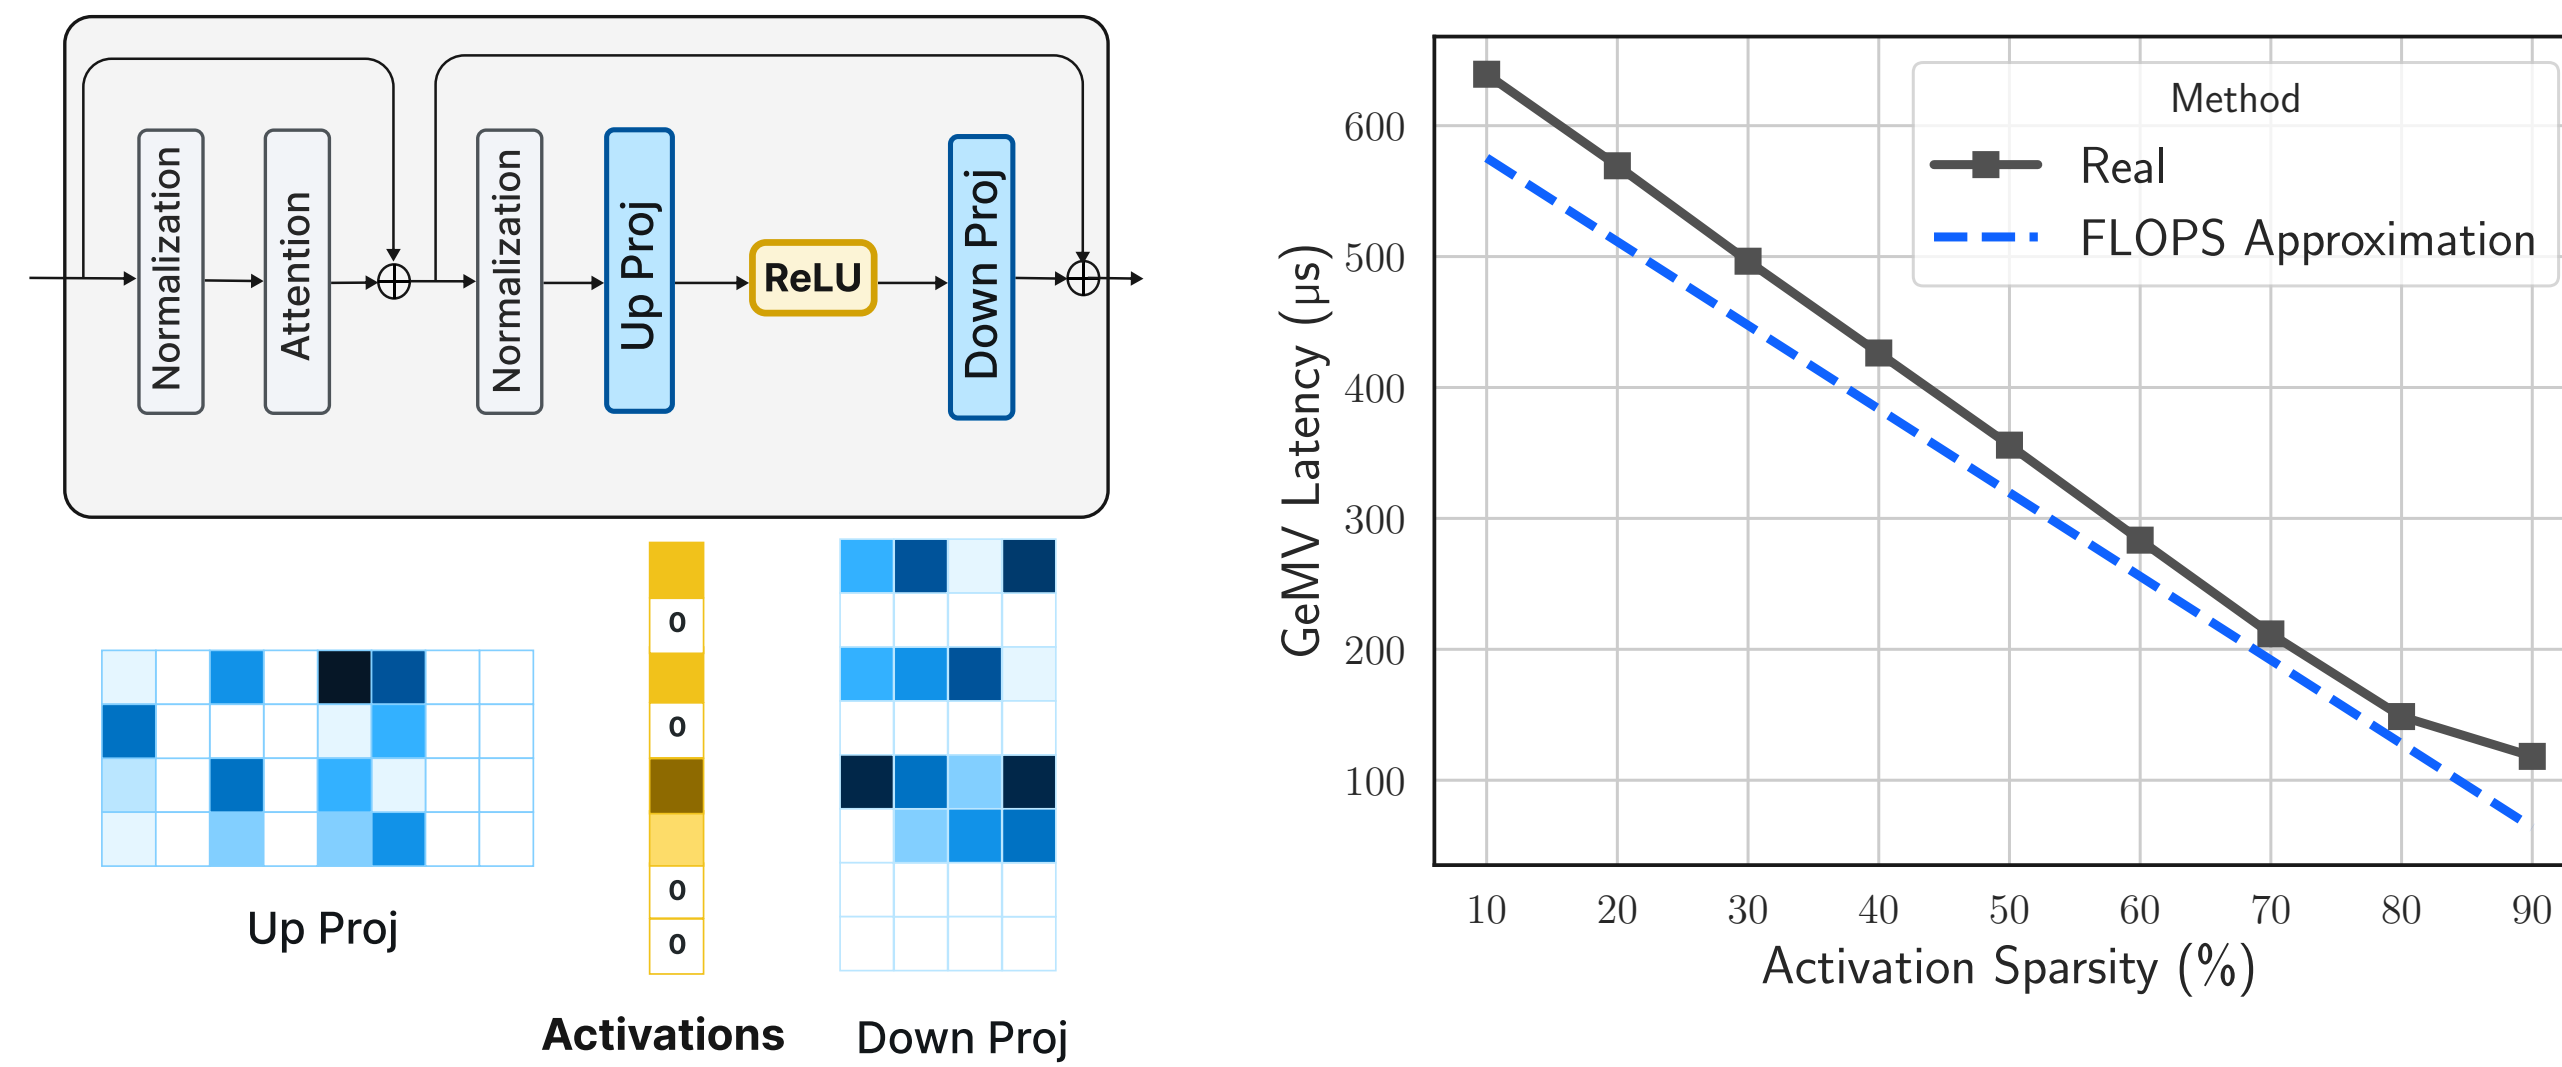 Normalization
Attention
Normalization
Up Proj
ReLU
Down Proj
0
0
0
0
Up Proj
Activations
Down Proj
GeMV Latency (µs)
600
500
400
300
200
100
Method
Real
FLOPS Approximation
10 20 30 40 50 60 70 80 90
Activation Sparsity (%)